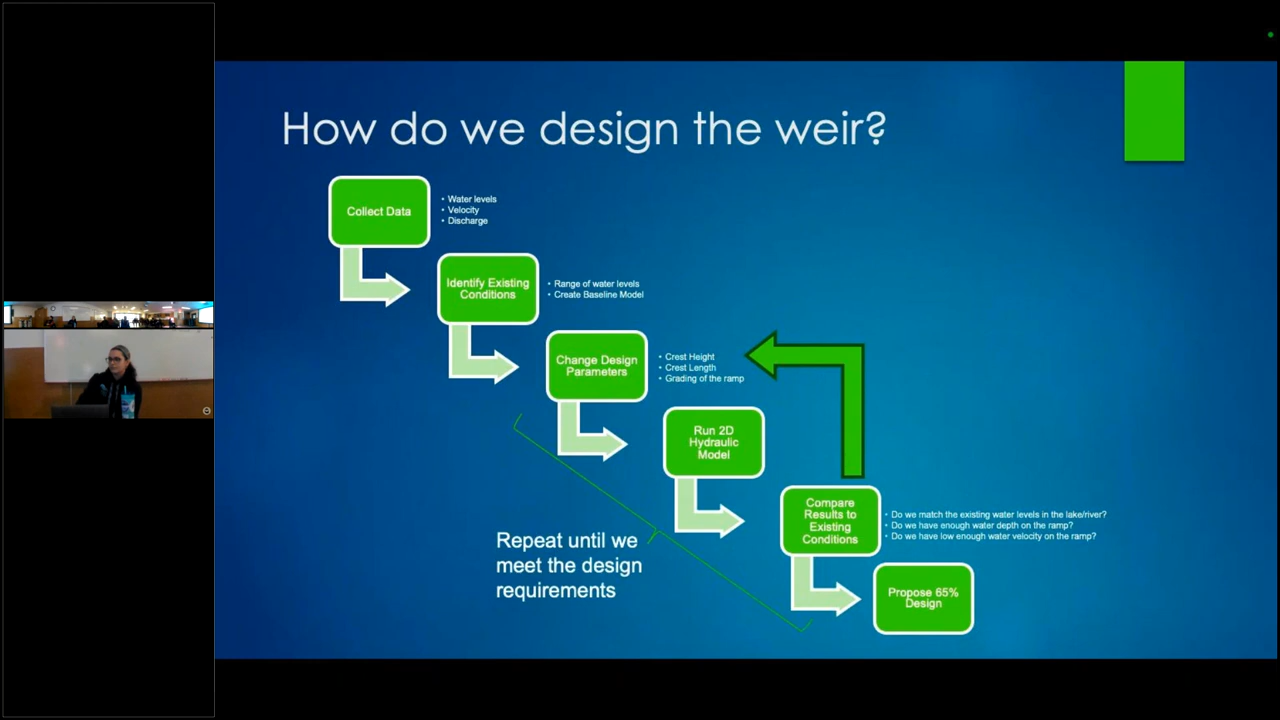 How do we design the weir?
Collect Data
• Water levels
• Velocity
• Discharge
Identify Existing
Conditions
• Range of water levels
• Create Baseline Model
Change Design
Parameters
• Crest Height
• Crest Length
• Grading of the ramp
Run 2D
Hydraulic
Model
Compare
Results to
Existing
Conditions
• Do we match the existing water levels in the lake/river?
• Do we have enough water depth on the ramp?
• Do we have low enough water velocity on the ramp?
Repeat until we
meet the design
requirements
Propose 65%
Design